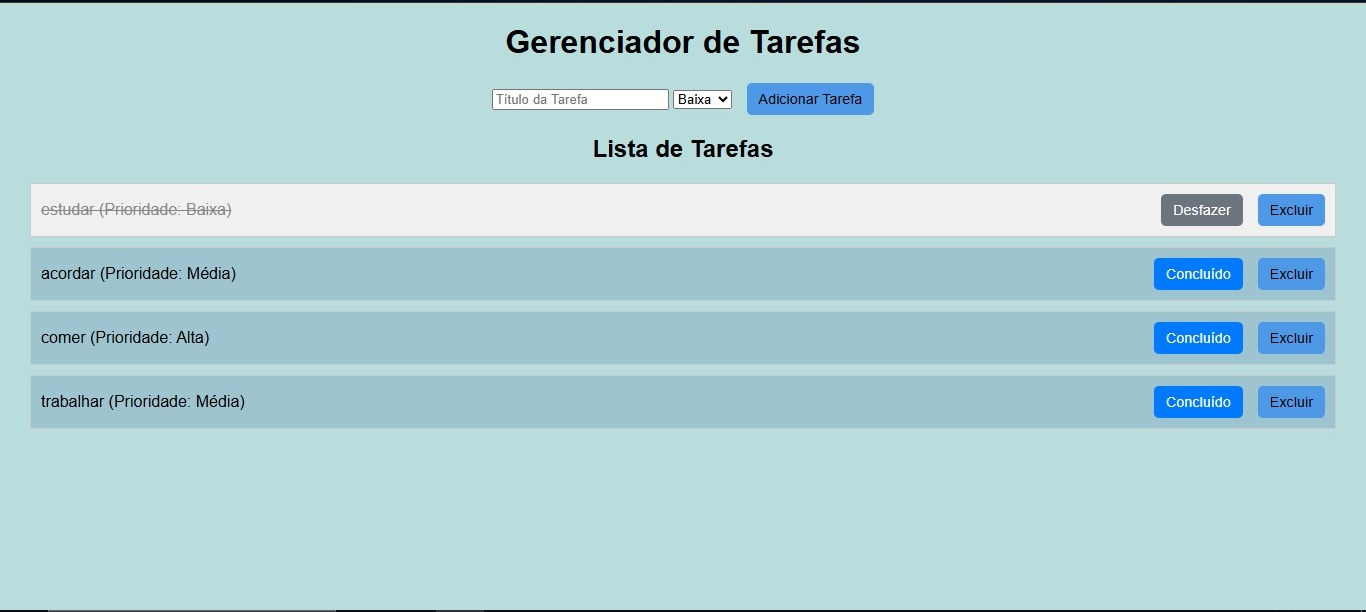 Gerenciador de Tarefas
Título da Tarefa Baixa Adicionar Tarefa
Lista de Tarefas
estudar (Prioridade: Baixa) Desfazer Excluir
acordar (Prioridade: Média) Concluído Excluir
comer (Prioridade: Alta) Concluído Excluir
trabalhar (Prioridade: Média) Concluído Excluir